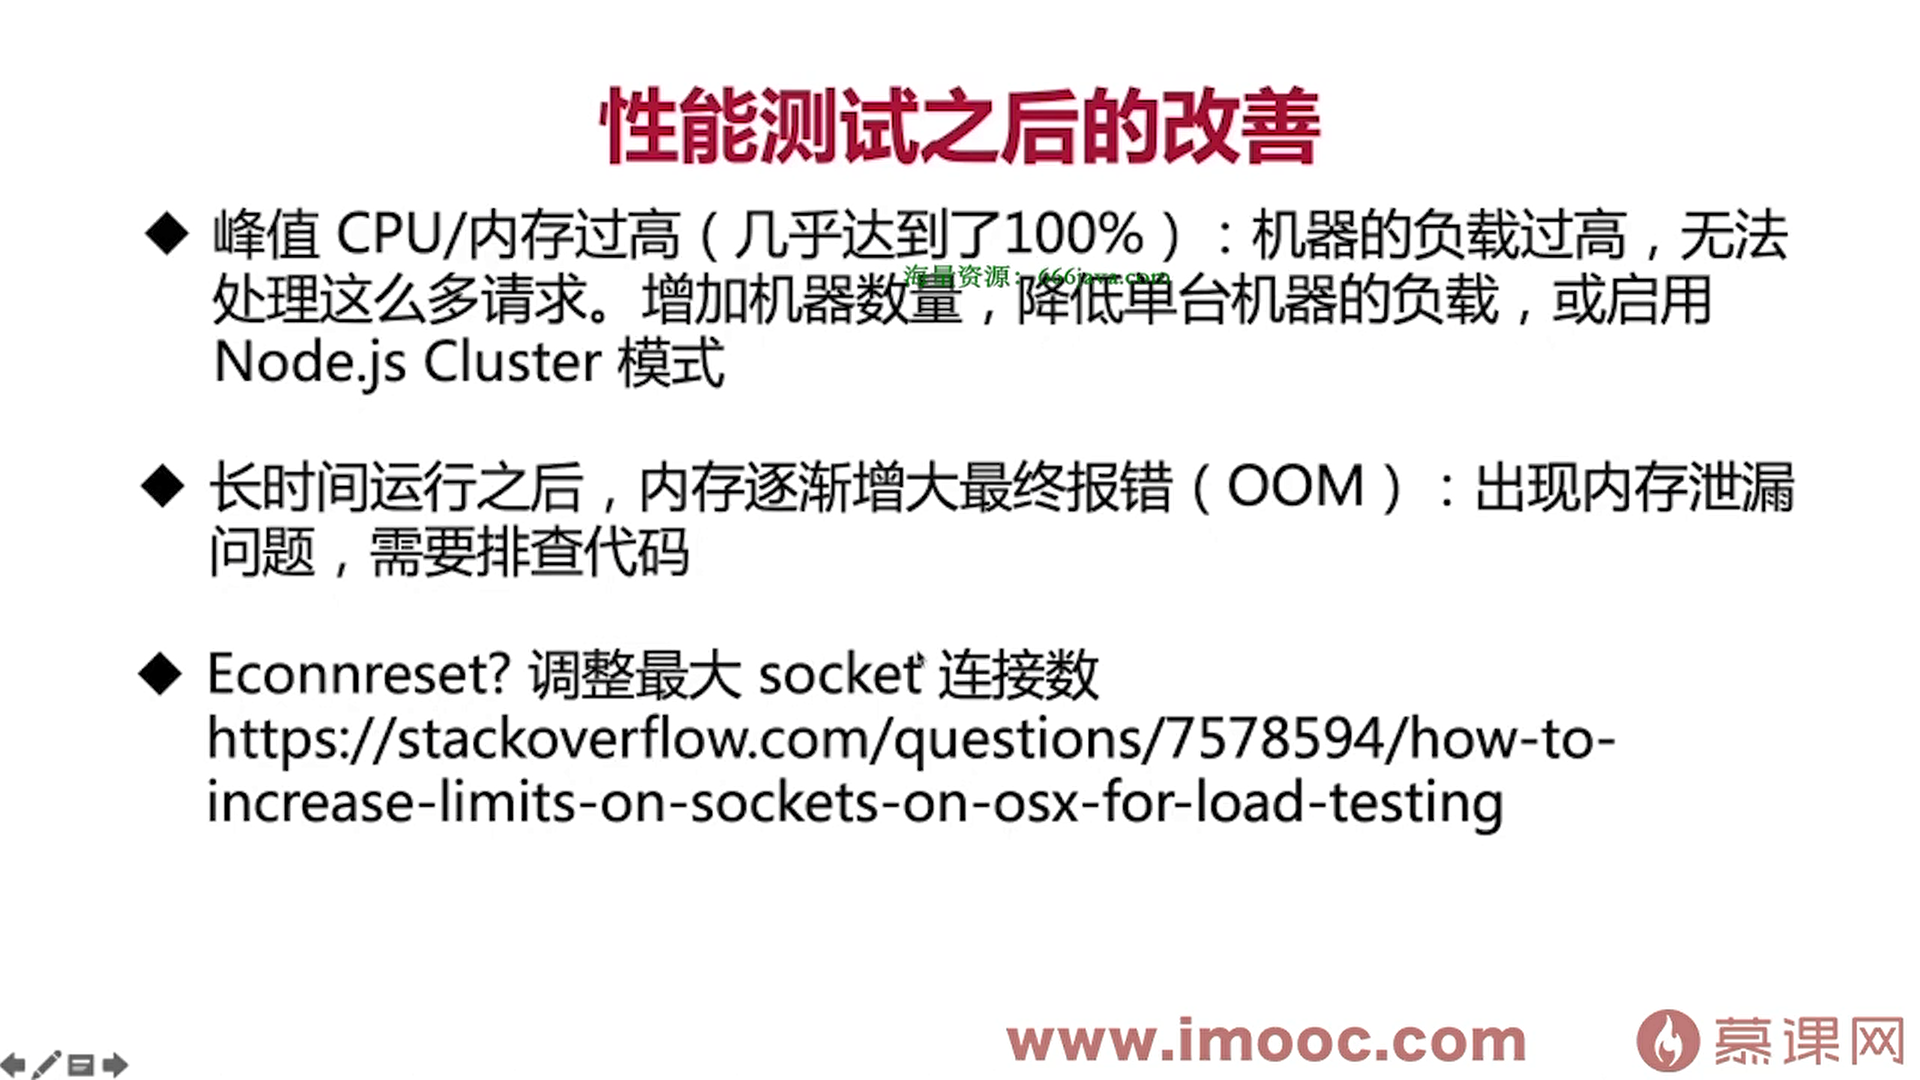 性能测试之后的改善
◆ 峰值 CPU/内存过高（几乎达到了100%）：机器的负载过高，无法
海量资源：666java.com
处理这么多请求。增加机器数量，降低单台机器的负载，或启用
Node.js Cluster 模式
◆ 长时间运行之后，内存逐渐增大最终报错（OOM）：出现内存泄漏
问题，需要排查代码
◆ Econnreset? 调整最大 socket 连接数
https://stackoverflow.com/questions/7578594/how-to-
increase-limits-on-sockets-on-osx-for-load-testing
www.imooc.com 慕课网